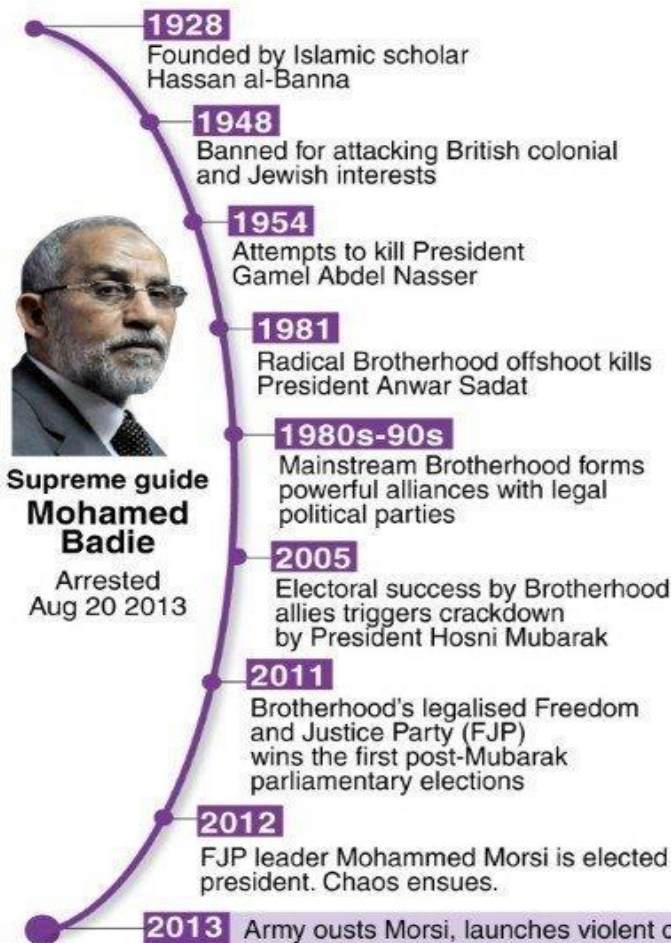 1928
Founded by Islamic scholar
Hassan al-Banna
1948
Banned for attacking British colonial
and Jewish interests
1954
Attempts to kill President
Gamel Abdel Nasser
1981
Radical Brotherhood offshoot kills
President Anwar Sadat
1980s-90s
Mainstream Brotherhood forms
powerful alliances with legal
political parties
Supreme guide
Mohamed
Badie
Arrested
Aug 20 2013
2005
Electoral success by Brotherhood
allies triggers crackdown
by President Hosni Mubarak
2011
Brotherhood's legalised Freedom
and Justice Party (FJP)
wins the first post-Mubarak
parliamentary elections
2012
FJP leader Mohammed Morsi is elected
president. Chaos ensues.
2013 Army ousts Morsi, launches violent